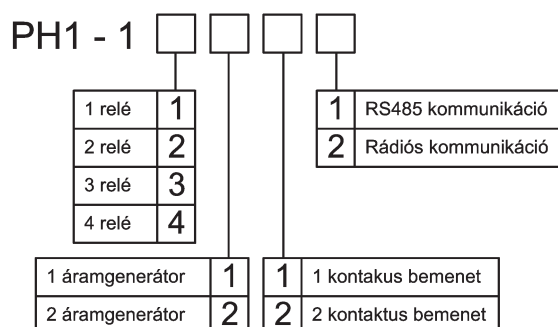 PH1 - 1
1 relé 1
2 relé 2
3 relé 3
4 relé 4
1 RS485 kommunikáció
2 Rádiós kommunikáció
1 áramgenerátor 1
2 áramgenerátor 2
1 1 kontakus bemenet
2 2 kontaktus bemenet